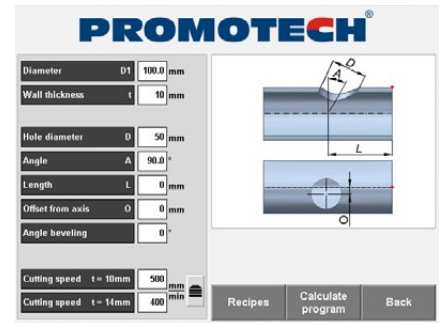 PROMOTECH®
Diameter D1 100.0 mm
Wall thickness t 10 mm
Hole diameter D 50 mm
Angle A 90.0 °
Length L 0 mm
Offset from axis O 0 mm
Angle beveling 0 °
Cutting speed t = 10mm 500 mm
min
Cutting speed t = 14mm 400
D
A
L
O
Recipes
Calculate
program
Back